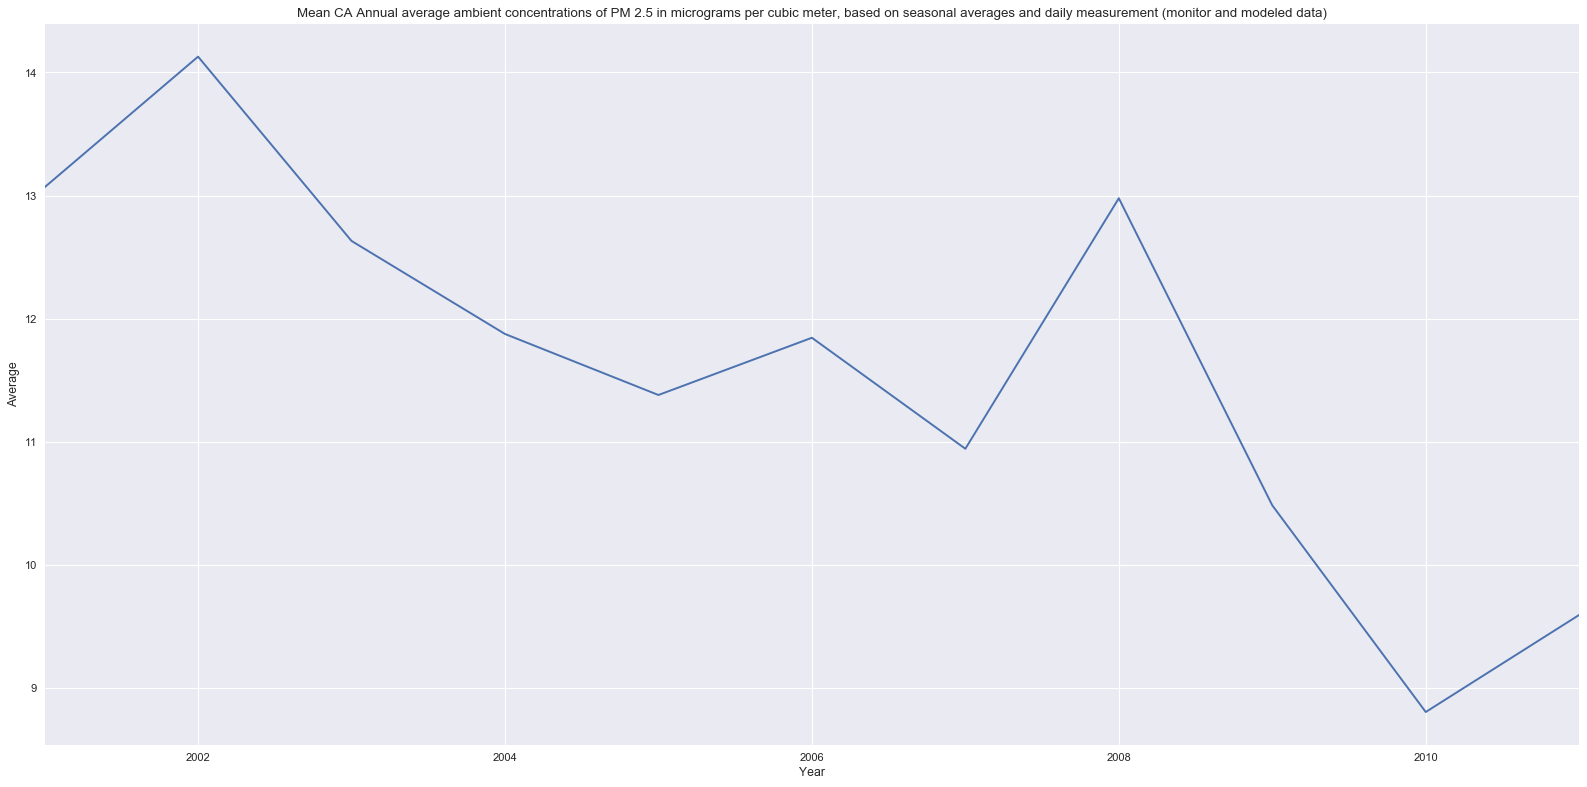 Mean CA Annual average ambient concentrations of PM 2.5 in micrograms per cubic meter, based on seasonal averages and daily measurement (monitor and modeled data)
14
13
12
11
10
9
Average
2002 2004 2006 2008 2010
Year